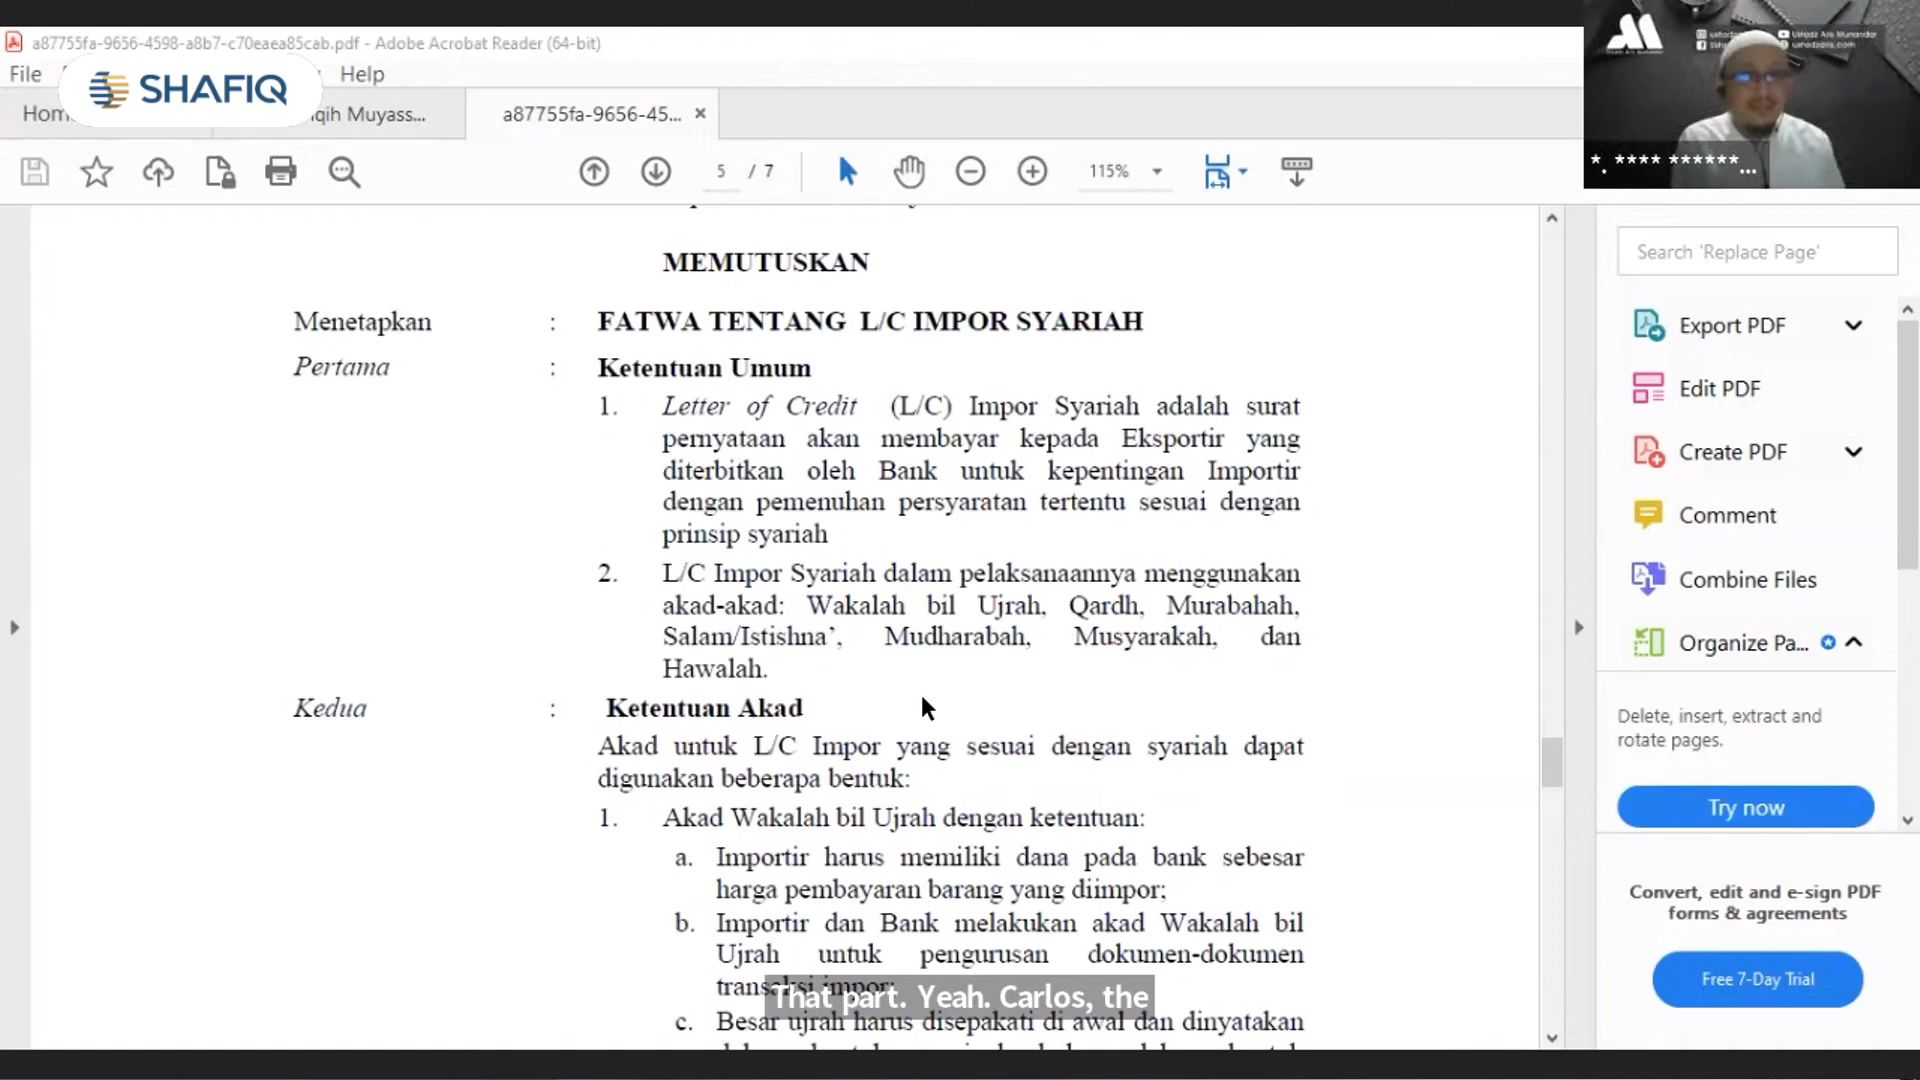 a87755fa-9656-4598-a8b7-c70eaea85cab.pdf - Adobe Acrobat Reader (64-bit)
File Help
SHAFIQ
Hom qih Muyass... a87755fa-9656-45... ×
5 / 7 115%
MEMUTUSKAN
Menetapkan : FATWA TENTANG L/C IMPOR SYARIAH
Pertama : Ketentuan Umum
1. Letter of Credit (L/C) Impor Syariah adalah surat
pernyataan akan membayar kepada Eksportir yang
diterbitkan oleh Bank untuk kepentingan Importir
dengan pemenuhan persyaratan tertentu sesuai dengan
prinsip syariah
2. L/C Impor Syariah dalam pelaksanaannya menggunakan
akad-akad: Wakalah bil Ujrah, Qardh, Murabahah,
Salam/Istishna’, Mudharabah, Musyarakah, dan
Hawalah.
Kedua : Ketentuan Akad
Akad untuk L/C Impor yang sesuai dengan syariah dapat
digunakan beberapa bentuk:
1. Akad Wakalah bil Ujrah dengan ketentuan:
a. Importir harus memiliki dana pada bank sebesar
harga pembayaran barang yang diimpor;
b. Importir dan Bank melakukan akad Wakalah bil
Ujrah untuk pengurusan dokumen-dokumen
transaksi impor;
That part. Yeah. Carlos, the
c. Besar ujrah harus disepakati di awal dan dinyatakan
Search 'Replace Page'
Export PDF
Edit PDF
Create PDF
Comment
Combine Files
Organize Pa...
Delete, insert, extract and
rotate pages.
Try now
Convert, edit and e-sign PDF
forms & agreements
Free 7-Day Trial
Ustadz Aris Munandar
ustadzaris.com
*. **** ******...